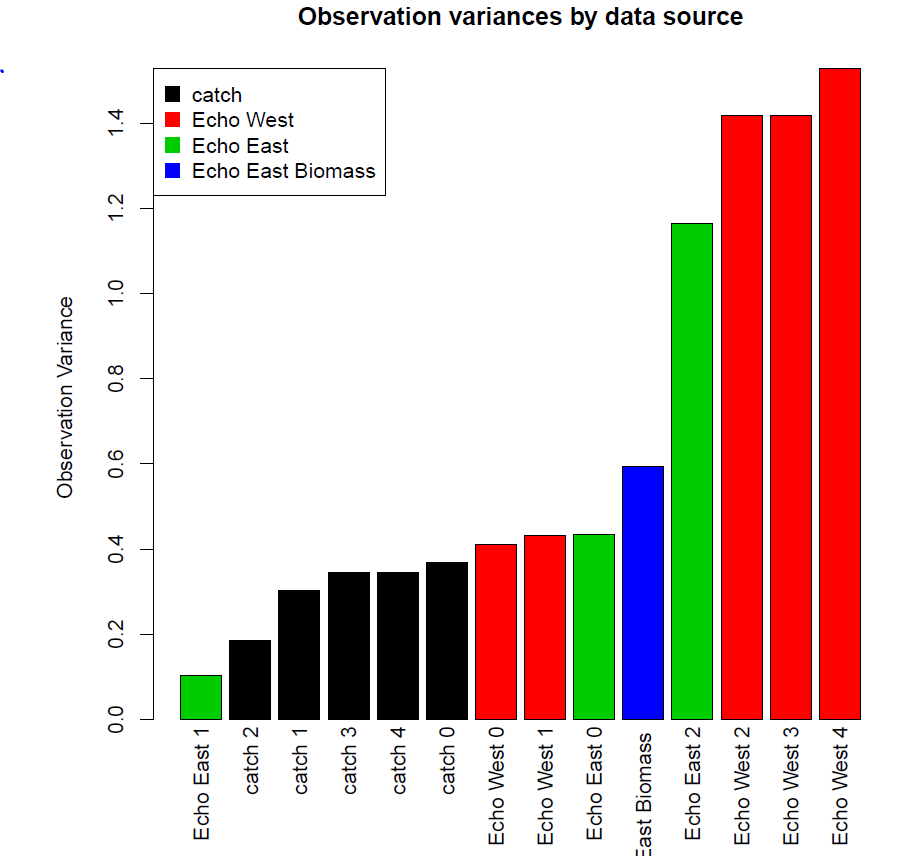 Observation variances by data source
catch
Echo West
Echo East
Echo East Biomass
Observation Variance
0.0
0.2
0.4
0.6
0.8
1.0
1.2
1.4
Echo East 1
catch 2
catch 1
catch 3
catch 4
catch 0
Echo West 0
Echo West 1
Echo East 0
East Biomass
Echo East 2
Echo West 2
Echo West 3
Echo West 4